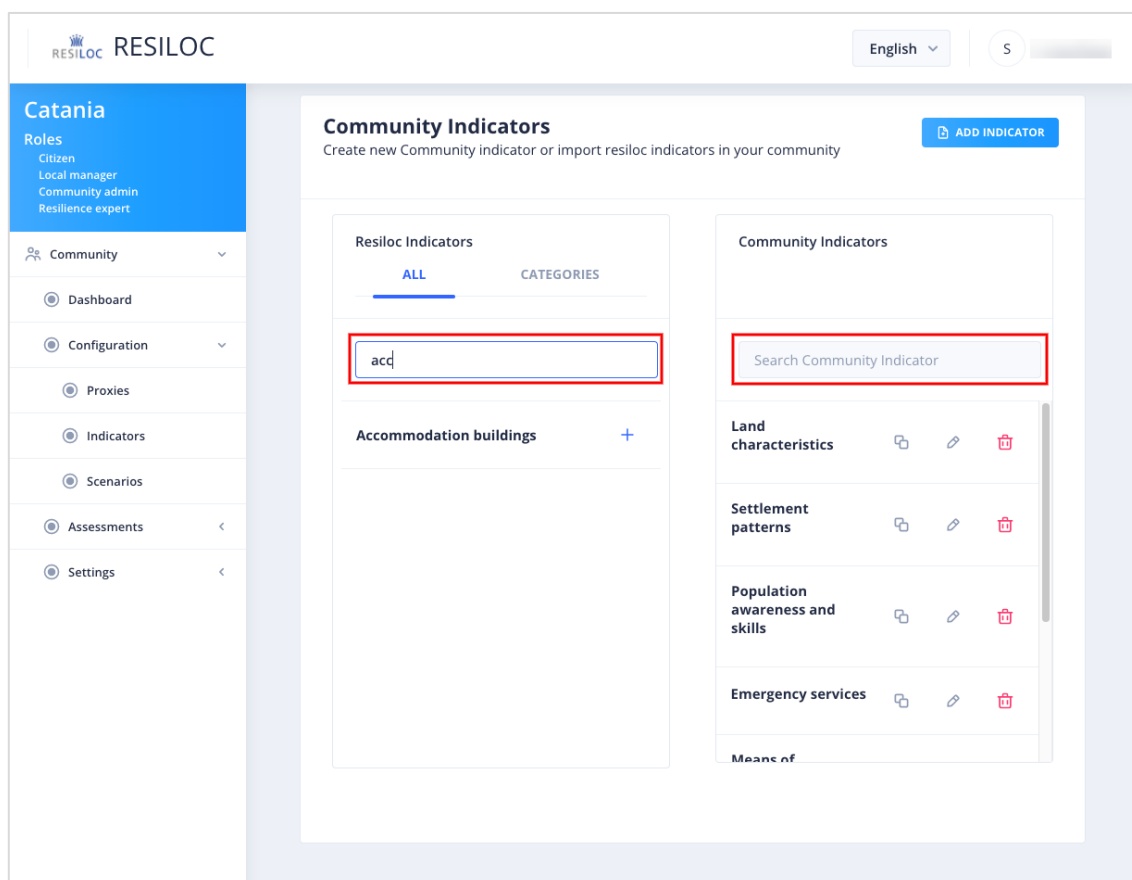 RESILOC RESILOC
English
S
Catania
Roles
Citizen
Local manager
Community admin
Resilience expert
Community
Dashboard
Configuration
Proxies
Indicators
Scenarios
Assessments
Settings
Community Indicators
Create new Community indicator or import resiloc indicators in your community
ADD INDICATOR
Resiloc Indicators
ALL CATEGORIES
acc
Accommodation buildings
Community Indicators
Search Community Indicator
Land
characteristics
Settlement
patterns
Population
awareness and
skills
Emergency services
Means of